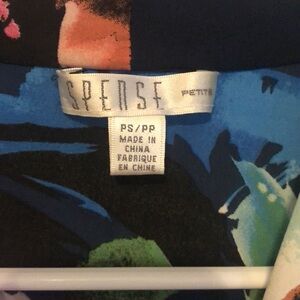 SPENSE PETITE
PS/PP
MADE IN
CHINA
FABRIQUE
EN CHINE